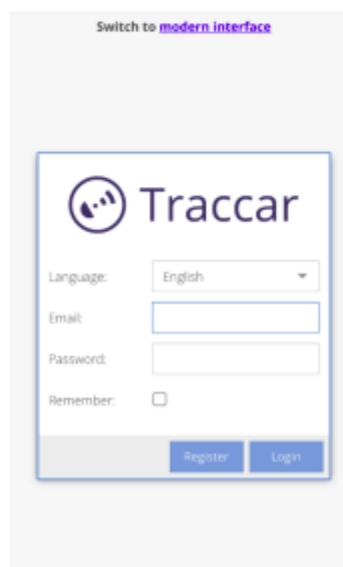 Switch to modern interface
Traccar
Language: English
Email:
Password:
Remember:
Register Login